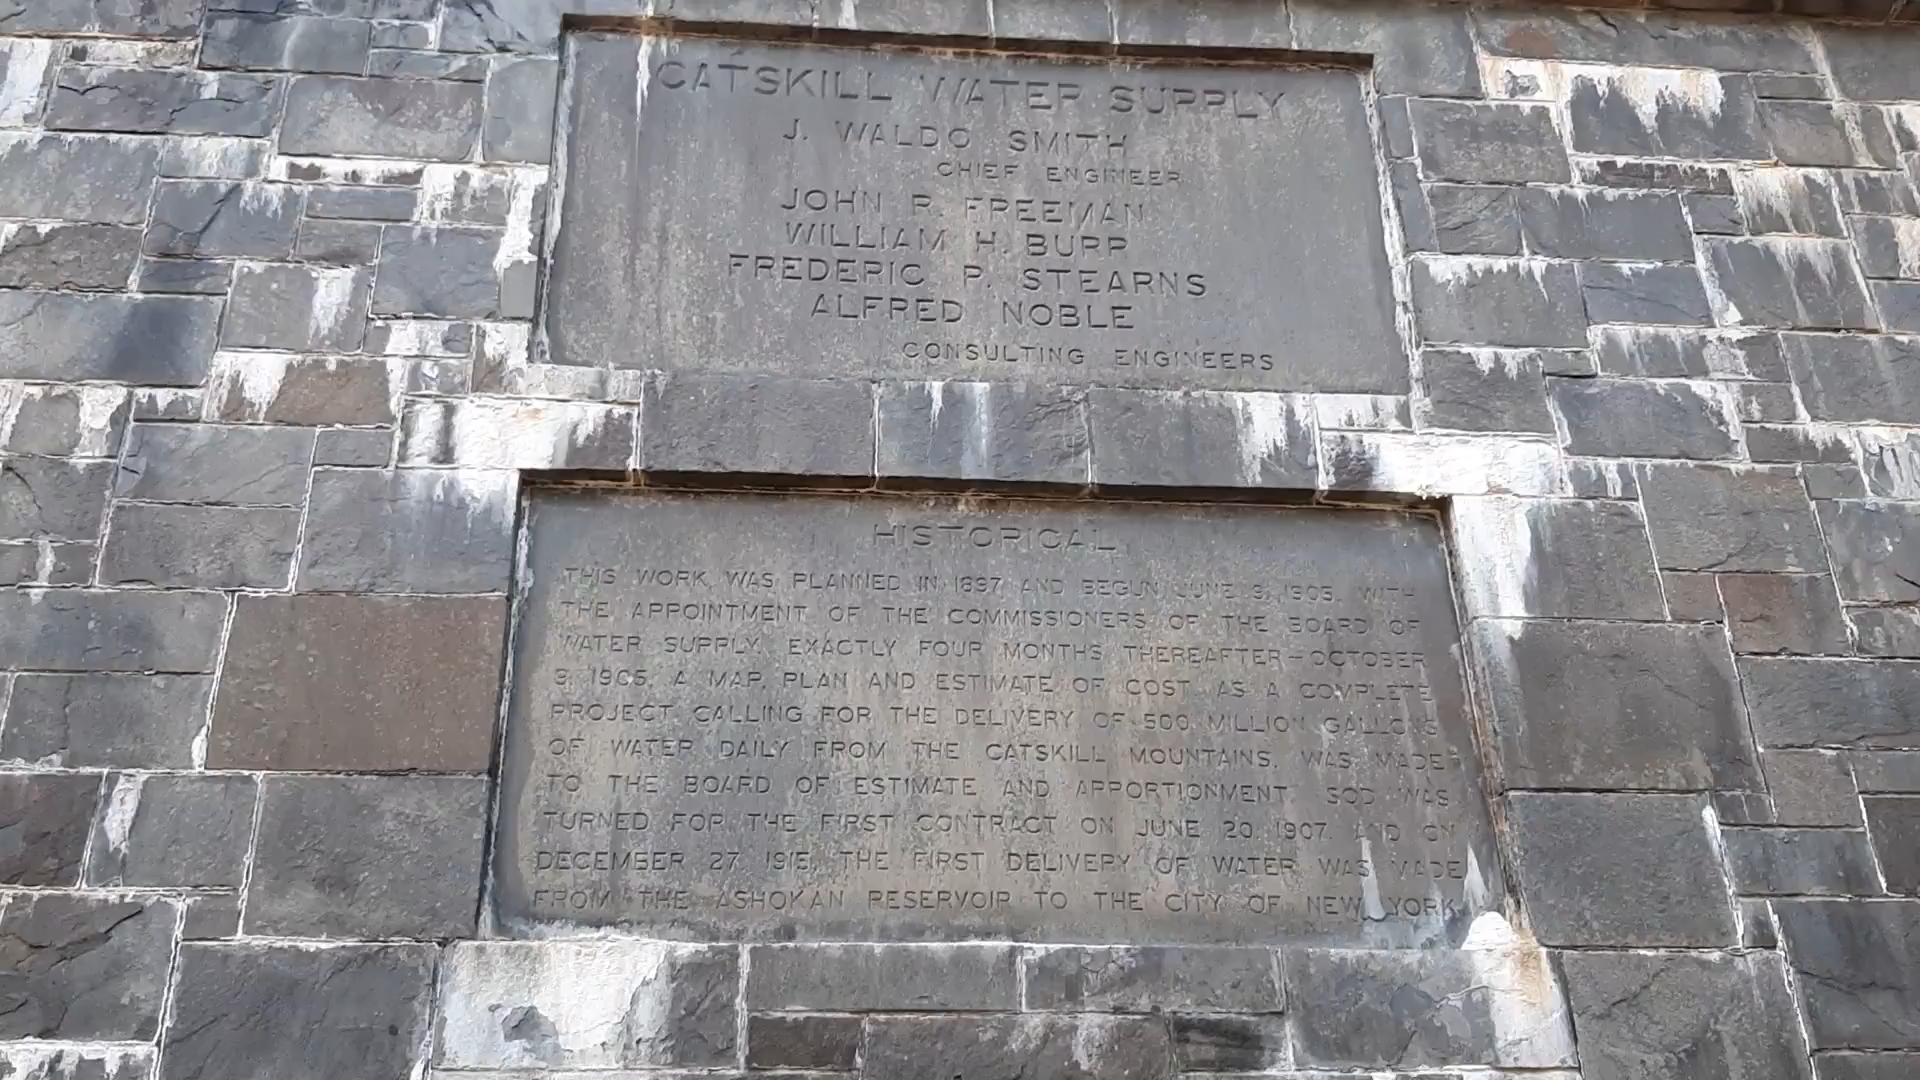 CATSKILL WATER SUPPLY
J. WALDO SMITH
CHIEF ENGINEER
JOHN R. FREEMAN
WILLIAM H. BURR
FREDERIC P. STEARNS
ALFRED NOBLE
CONSULTING ENGINEERS
HISTORICAL
THIS WORK WAS PLANNED IN 1897 AND BEGUN JUNE 9, 1905, WITH
THE APPOINTMENT OF THE COMMISSIONERS OF THE BOARD OF
WATER SUPPLY. EXACTLY FOUR MONTHS THEREAFTER – OCTOBER
9, 1905, A MAP, PLAN AND ESTIMATE OF COST AS A COMPLETE
PROJECT CALLING FOR THE DELIVERY OF 500 MILLION GALLONS
OF WATER DAILY FROM THE CATSKILL MOUNTAINS, WAS MADE
TO THE BOARD OF ESTIMATE AND APPORTIONMENT. SOD WAS
TURNED FOR THE FIRST CONTRACT ON JUNE 20, 1907, AND ON
DECEMBER 27, 1915, THE FIRST DELIVERY OF WATER WAS MADE
FROM THE ASHOKAN RESERVOIR TO THE CITY OF NEW YORK.